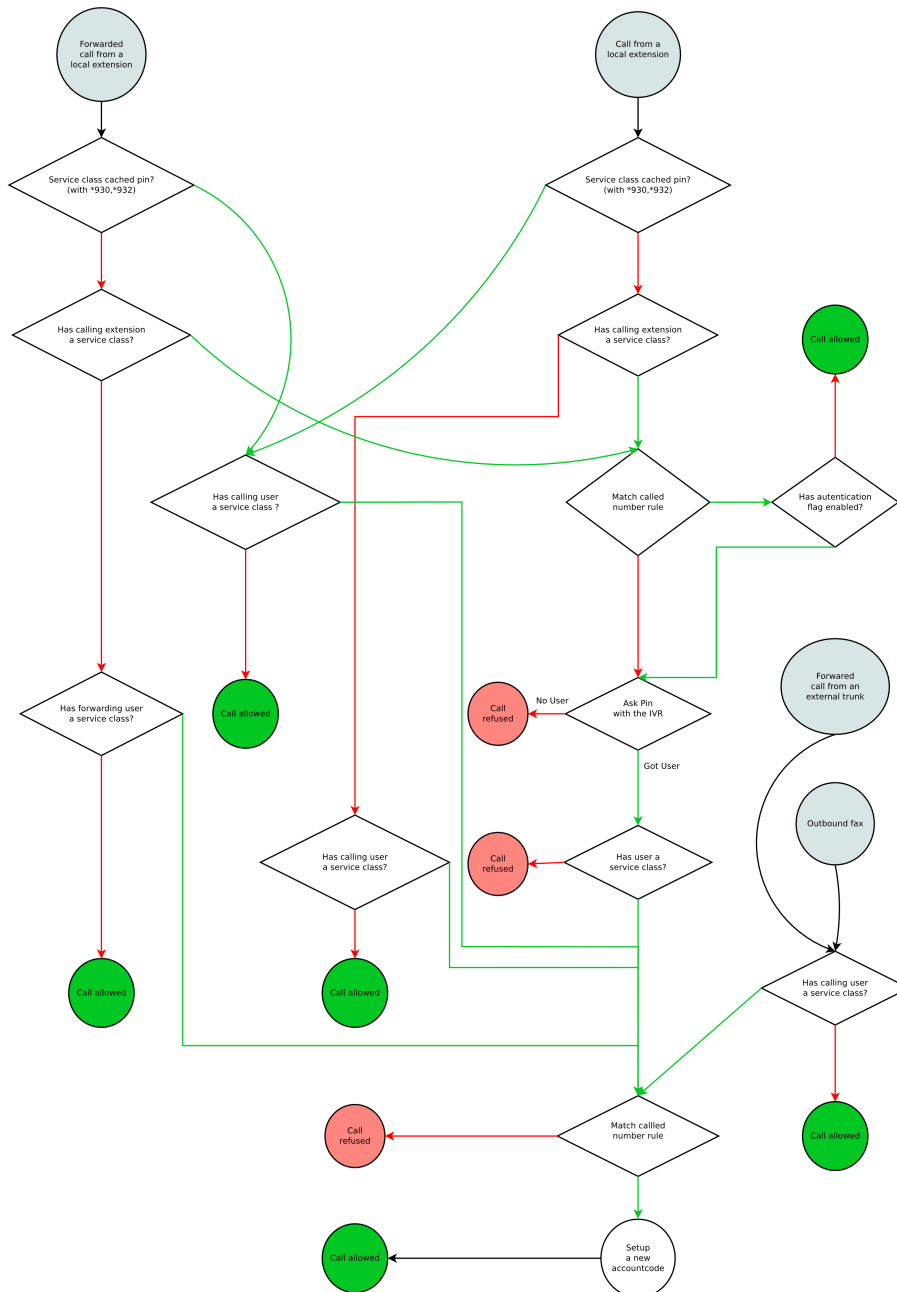 Forwarded
call from a
local extension
Call from a
local extension
Service class cached pin?
(with *930,*932)
Service class cached pin?
(with *930,*932)
Has calling extension
a service class?
Has calling extension
a service class?
Call allowed
Has calling user
a service class ?
Match called
number rule
Has autentication
flag enabled?
Forwared
call from an
external trunk
Has forwarding user
a service class?
Call allowed
Call
refused
No User
Ask Pin
with the IVR
Got User
Outbound fax
Has calling user
a service class?
Call
refused
Has user a
service class?
Call allowed
Call allowed
Has calling user
a service class?
Call
refused
Match callled
number rule
Call allowed
Call allowed
Setup
a new
accountcode